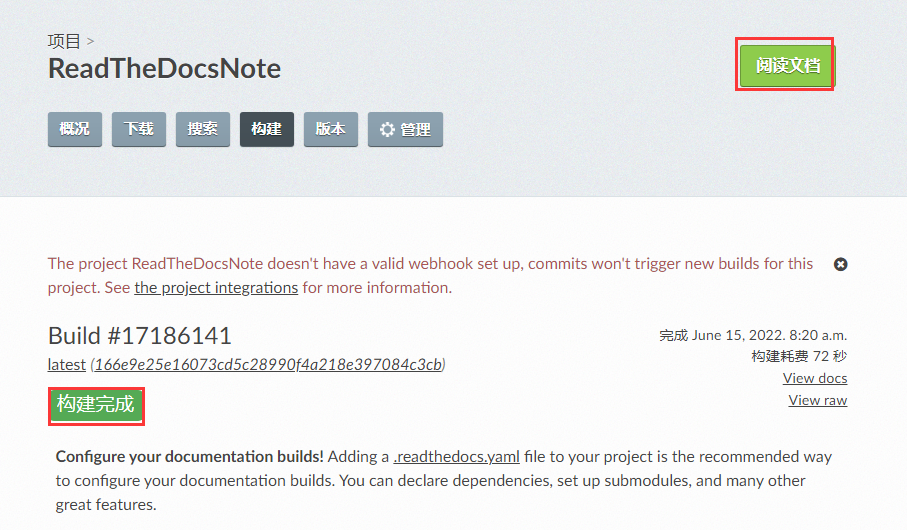 项目 >
ReadTheDocsNote
阅读文档
概况 下载 搜索 构建 版本 管理
The project ReadTheDocsNote doesn't have a valid webhook set up, commits won't trigger new builds for this
project. See the project integrations for more information.
Build #17186141
完成 June 15, 2022. 8:20 a.m.
latest (166e9e25e16073cd5c28990f4a218e397084c3cb)
构建耗费 72 秒
View docs
View raw
构建完成
Configure your documentation builds! Adding a .readthedocs.yaml file to your project is the recommended way
to configure your documentation builds. You can declare dependencies, set up submodules, and many other
great features.